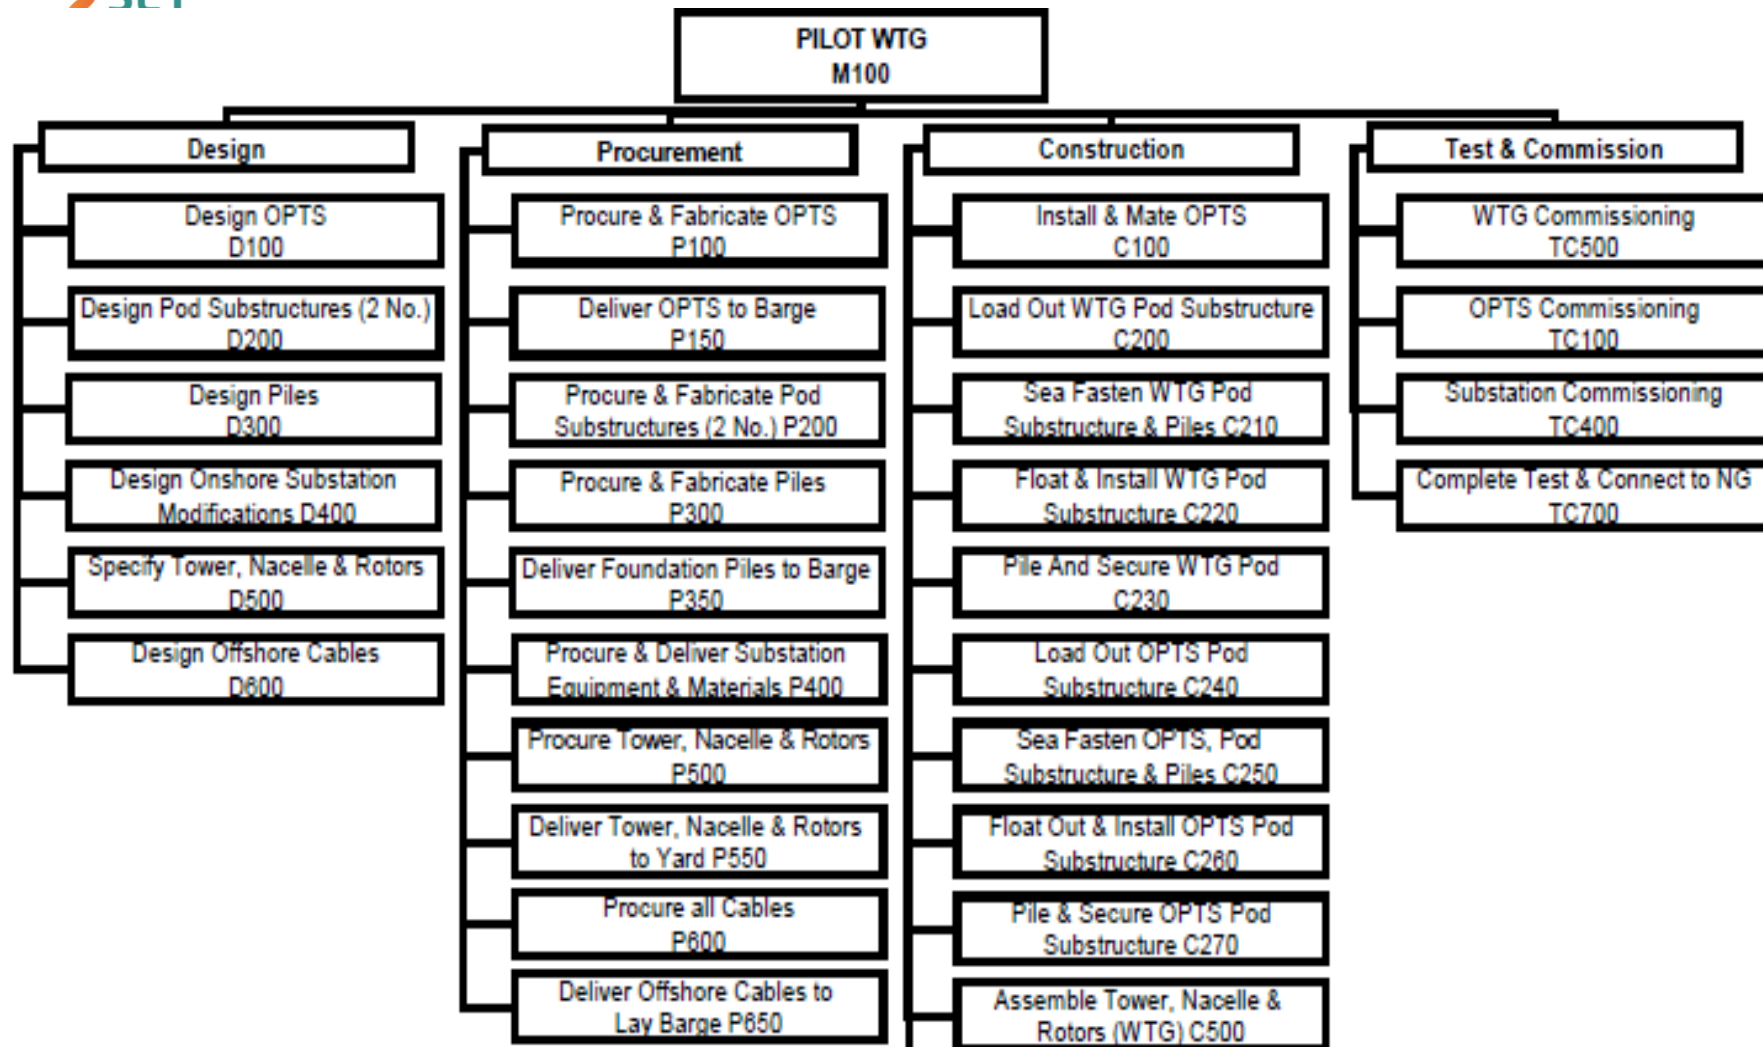 PILOT WTG
M100
Design
Design OPTS
D100
Design Pod Substructures (2 No.)
D200
Design Piles
D300
Design Onshore Substation
Modifications D400
Specify Tower, Nacelle & Rotors
D500
Design Offshore Cables
D600
Procurement
Procure & Fabricate OPTS
P100
Deliver OPTS to Barge
P150
Procure & Fabricate Pod
Substructures (2 No.) P200
Procure & Fabricate Piles
P300
Deliver Foundation Piles to Barge
P350
Procure & Deliver Substation
Equipment & Materials P400
Procure Tower, Nacelle & Rotors
P500
Deliver Tower, Nacelle & Rotors
to Yard P550
Procure all Cables
P600
Deliver Offshore Cables to
Lay Barge P650
Construction
Install & Mate OPTS
C100
Load Out WTG Pod Substructure
C200
Sea Fasten WTG Pod
Substructure & Piles C210
Float & Install WTG Pod
Substructure C220
Pile And Secure WTG Pod
C230
Load Out OPTS Pod
Substructure C240
Sea Fasten OPTS, Pod
Substructure & Piles C250
Float Out & Install OPTS Pod
Substructure C260
Pile & Secure OPTS Pod
Substructure C270
Assemble Tower, Nacelle &
Rotors (WTG) C500
Test & Commission
WTG Commissioning
TC500
OPTS Commissioning
TC100
Substation Commissioning
TC400
Complete Test & Connect to NG
TC700